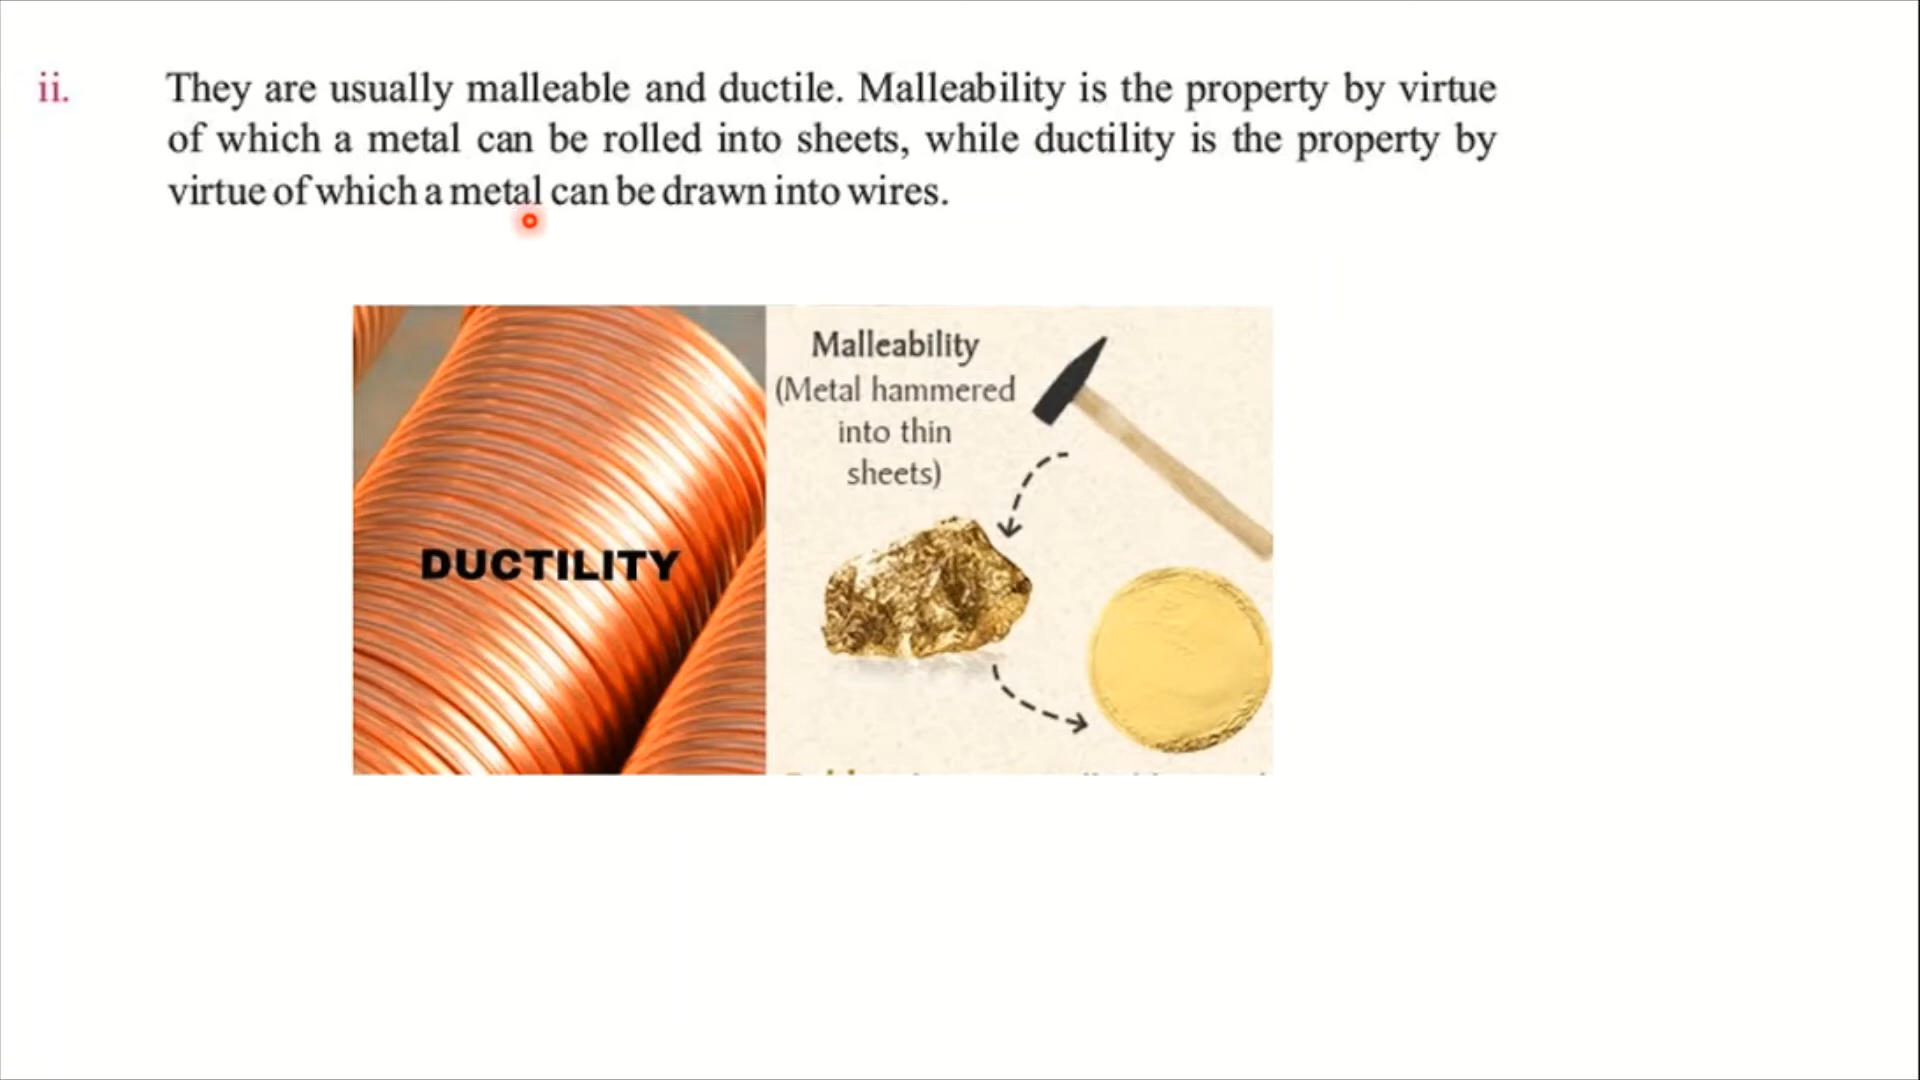 ii. They are usually malleable and ductile. Malleability is the property by virtue
of which a metal can be rolled into sheets, while ductility is the property by
virtue of which a metal can be drawn into wires.
DUCTILITY
Malleability
(Metal hammered
into thin
sheets)